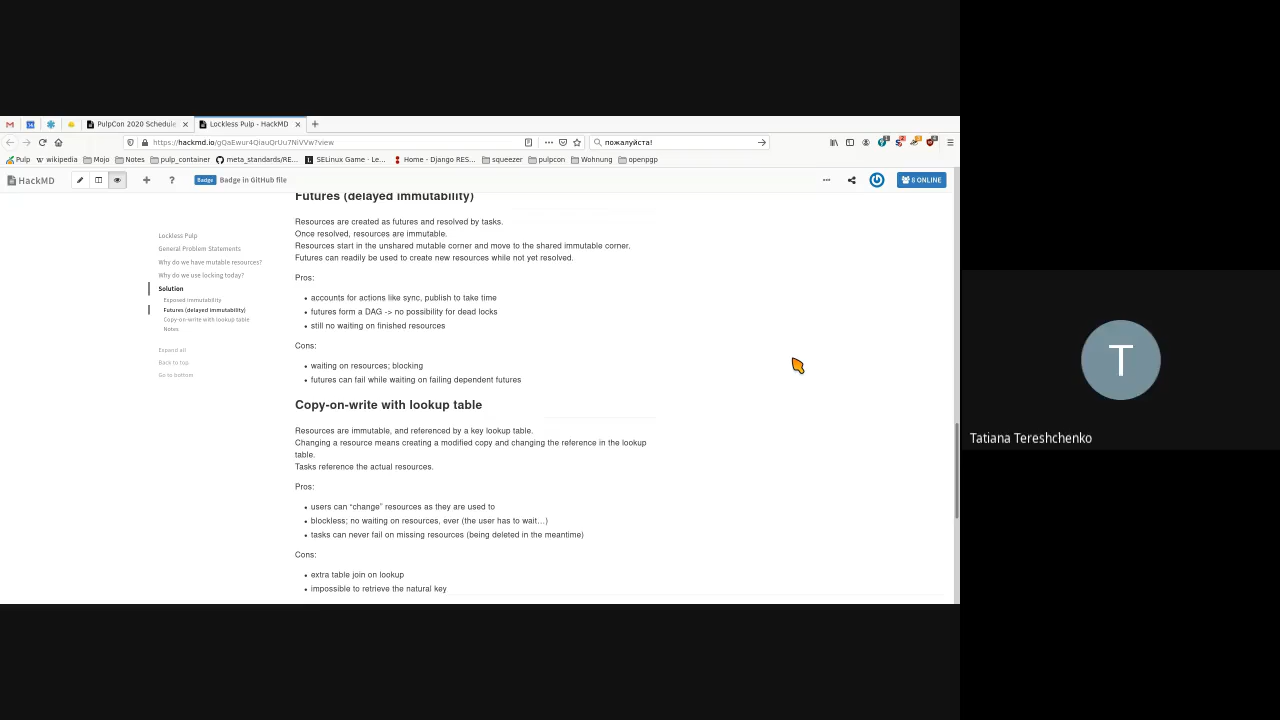 PulpCon 2020 Schedule
Lockless Pulp - HackMD
https://hackmd.io/gQaEwur4QiauQrUu7NiVVw?view
пожалуйста!
Pulp
wikipedia
Mojo
Notes
pulp_container
meta_standards/RE...
SELinux Game - Le...
Home - Django RES...
squeezer
pulpcon
Wohnung
openpgp
HackMD
Badge
Badge in GitHub file
8 ONLINE
Lockless Pulp
General Problem Statements
Why do we have mutable resources?
Why do we use locking today?
Solution
Exposed immutability
Futures (delayed immutability)
Copy-on-write with lookup table
Notes
Expand all
Back to top
Go to bottom
Futures (delayed immutability)
Resources are created as futures and resolved by tasks.
Once resolved, resources are immutable.
Resources start in the unshared mutable corner and move to the shared immutable corner.
Futures can readily be used to create new resources while not yet resolved.
Pros:
• accounts for actions like sync, publish to take time
• futures form a DAG -> no possibility for dead locks
• still no waiting on finished resources
Cons:
• waiting on resources; blocking
• futures can fail while waiting on failing dependent futures
Copy-on-write with lookup table
Resources are immutable, and referenced by a key lookup table.
Changing a resource means creating a modified copy and changing the reference in the lookup
table.
Tasks reference the actual resources.
Pros:
• users can “change” resources as they are used to
• blockless; no waiting on resources, ever (the user has to wait…)
• tasks can never fail on missing resources (being deleted in the meantime)
Cons:
• extra table join on lookup
• impossible to retrieve the natural key
T
Tatiana Tereshchenko